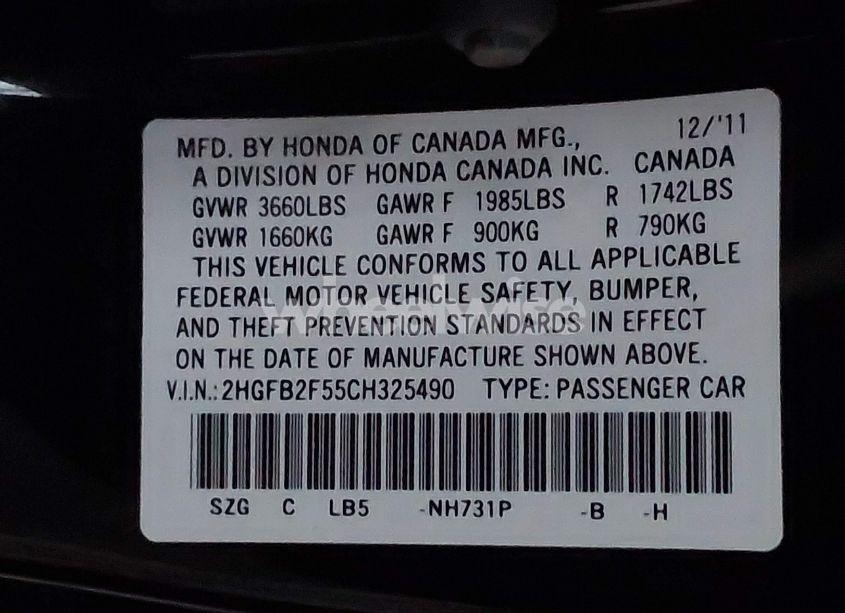 MFD. BY HONDA OF CANADA MFG., 12/'11
A DIVISION OF HONDA CANADA INC. CANADA
GVWR 3660LBS GAWR F 1985LBS R 1742LBS
GVWR 1660KG GAWR F 900KG R 790KG
THIS VEHICLE CONFORMS TO ALL APPLICABLE
FEDERAL MOTOR VEHICLE SAFETY, BUMPER,
AND THEFT PREVENTION STANDARDS IN EFFECT
ON THE DATE OF MANUFACTURE SHOWN ABOVE.
V.I.N.: 2HGFB2F55CH325490 TYPE: PASSENGER CAR
SZG C LB5 -NH731P -B -H
wheelwise